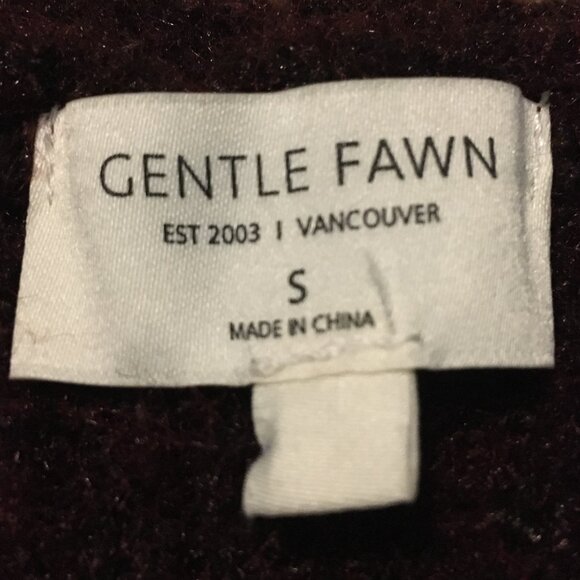 GENTLE FAWN
EST 2003 | VANCOUVER
S
MADE IN CHINA